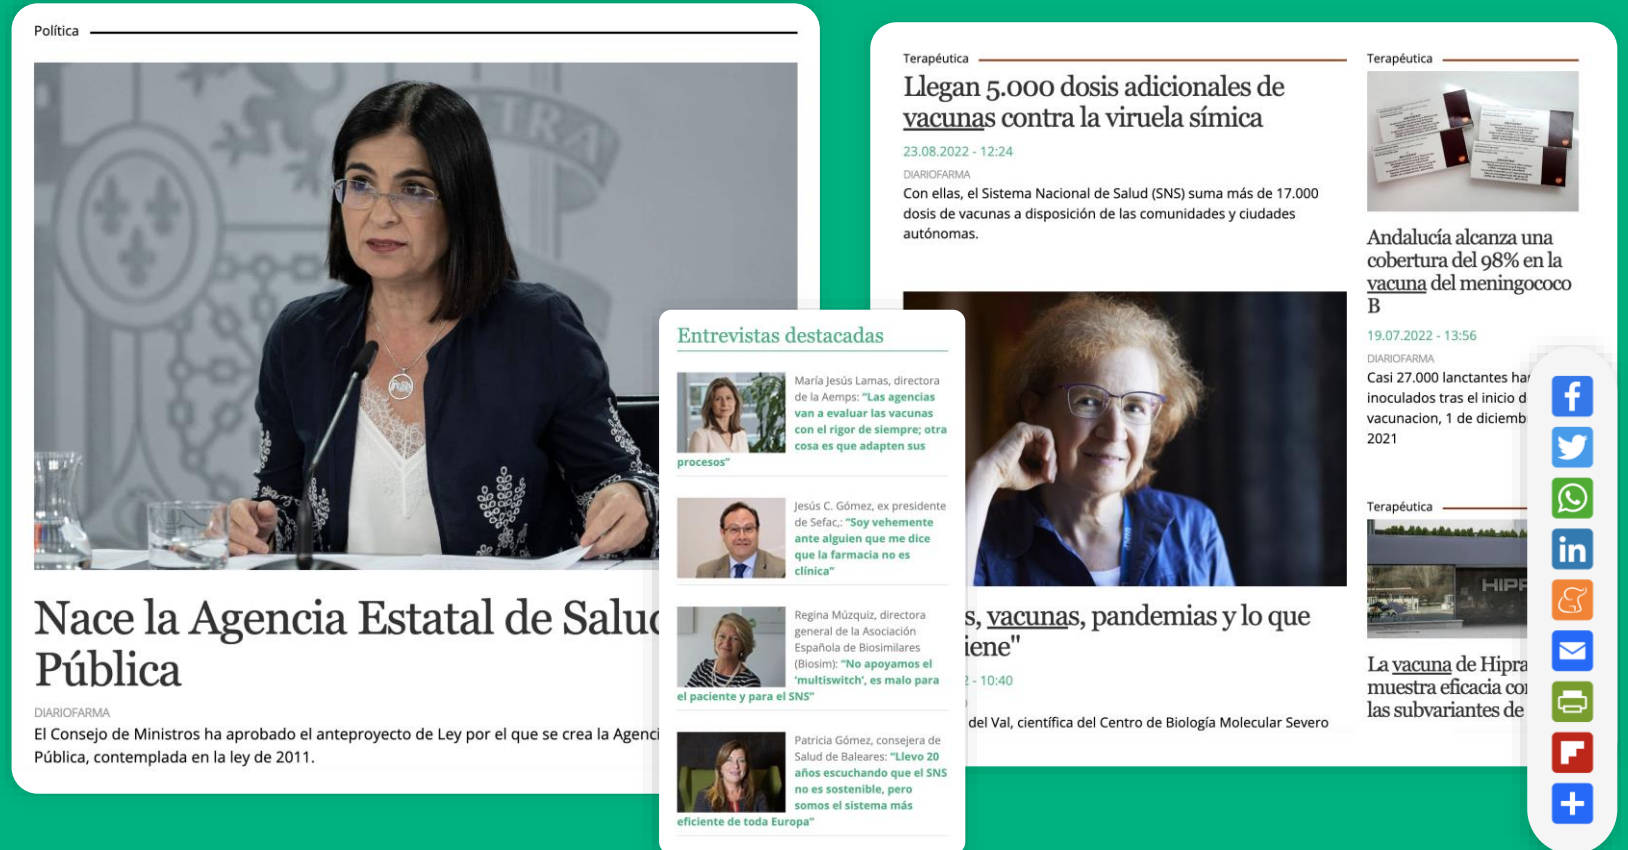 Política
Nace la Agencia Estatal de Salud
Pública
DIARIOFARMA
El Consejo de Ministros ha aprobado el anteproyecto de Ley por el que se crea la
Pública, contemplada en la ley de 2011.
Entrevistas destacadas
María Jesús Lamas, directora
de la Aemps: "Las agencias
van a evaluar las vacunas
con el rigor de siempre; otra
cosa es que adapten sus
procesos"
Jesús C. Gómez, ex presidente
de Sefac,: "Soy vehemente
ante alguien que me dice
que la farmacia no es
clínica"
Regina Múzquiz, directora
general de la Asociación
Española de Biosimilares
(Biosim): "No apoyamos el
'multiswitch', es malo para
el paciente y para el SNS"
Patricia Gómez, consejera de
Salud de Baleares: "Llevo 20
años escuchando que el SNS
no es sostenible, pero
somos el sistema más
eficiente de toda Europa"
Terapéutica
Llegan 5.000 dosis adicionales de
vacunas contra la viruela símica
23.08.2022 - 12:24
DIARIOFARMA
Con ellas, el Sistema Nacional de Salud (SNS) suma más de 17.000
dosis de vacunas a disposición de las comunidades y ciudades
autónomas.
s, vacunas, pandemias y lo que
iene"
- 10:40
del Val, científica del Centro de Biología Molecular Severo
Terapéutica
Andalucía alcanza una
cobertura del 98% en la
vacuna del meningococo
B
19.07.2022 - 13:56
DIARIOFARMA
Casi 27.000 lanctantes
inoculados tras el inicio
vacunacion, 1 de
2021
Terapéutica
La vacuna de Hipra
muestra eficacia
las subvariantes de